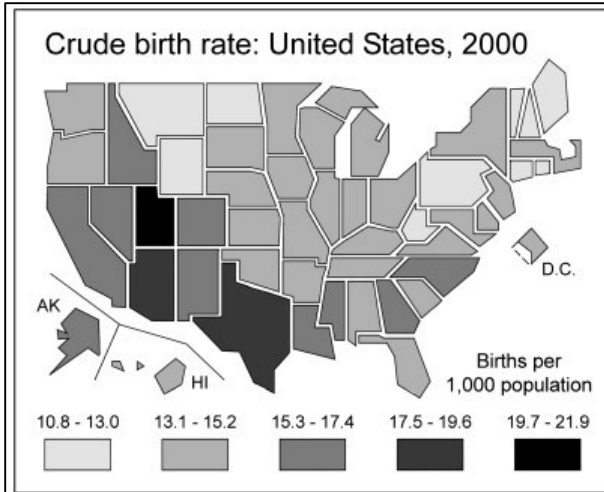 Crude birth rate: United States, 2000
D.C.
AK
HI
Births per
1,000 population
10.8 - 13.0 13.1 - 15.2 15.3 - 17.4 17.5 - 19.6 19.7 - 21.9